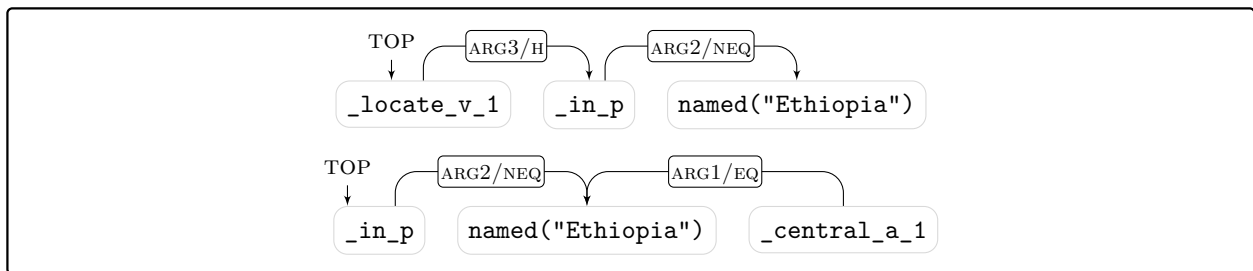 TOP ARG3/H ARG2/NEQ
_locate_v_1 _in_p named("Ethiopia")
TOP ARG2/NEQ ARG1/EQ
_in_p named("Ethiopia") _central_a_1